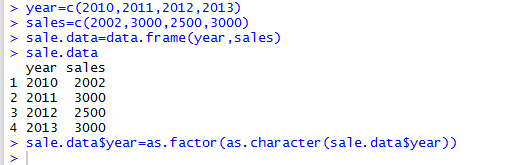 > year=c(2010,2011,2012,2013)
> sales=c(2002,3000,2500,3000)
> sale.data=data.frame(year,sales)
> sale.data
  year sales
1 2010  2002
2 2011  3000
3 2012  2500
4 2013  3000
> sale.data$year=as.factor(as.character(sale.data$year))
>